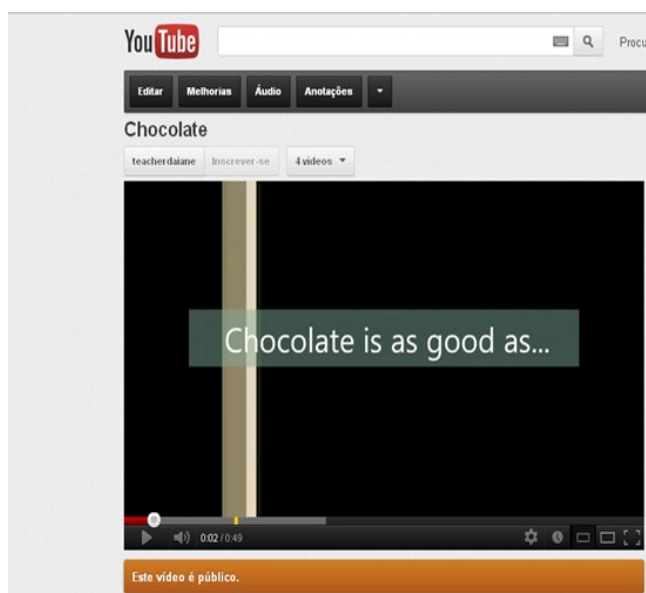 YouTube
Procu
Editar Melhorias Áudio Anotações
Chocolate
teacherdaiane Inscrever-se 4 vídeos
Chocolate is as good as...
0:02 / 0:49
Este vídeo é público.